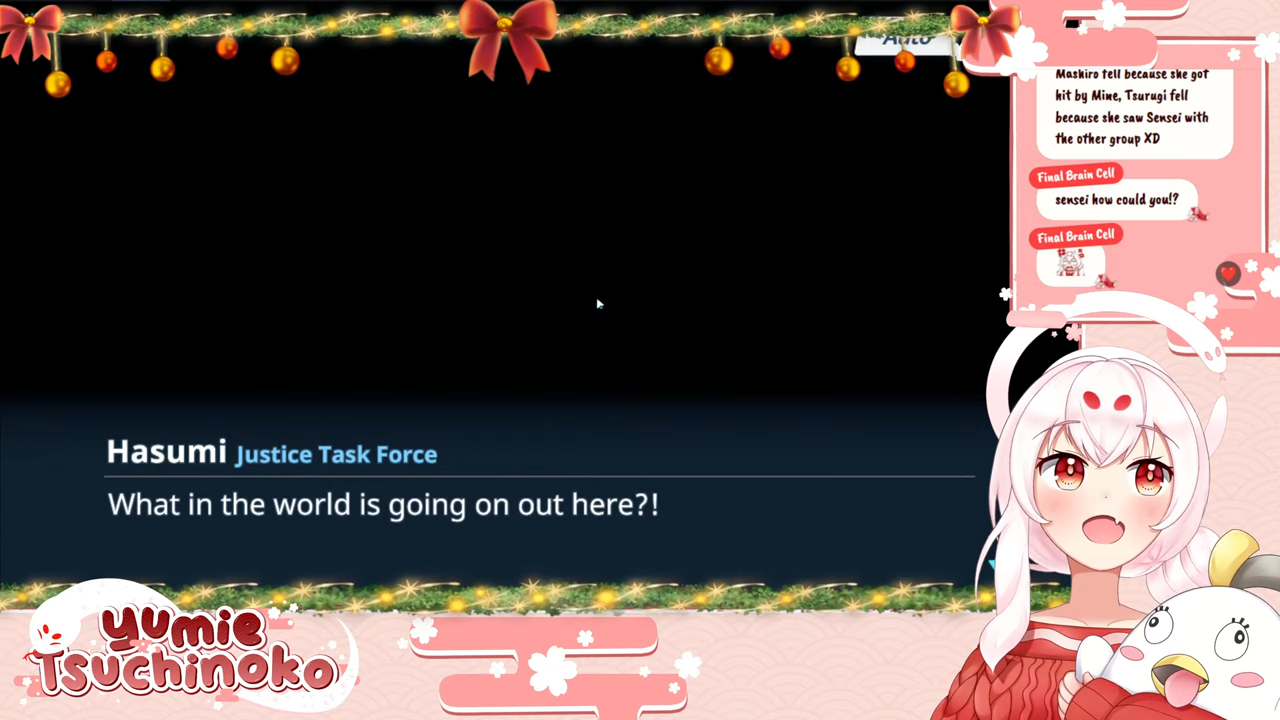 Auto
Mashiro fell because she got
hit by Mine, Tsurugi fell
because she saw Sensei with
the other group XD
Final Brain Cell
sensei how could you!?
Final Brain Cell
Hasumi Justice Task Force
What in the world is going on out here?!
yumie
Tsuchinoko